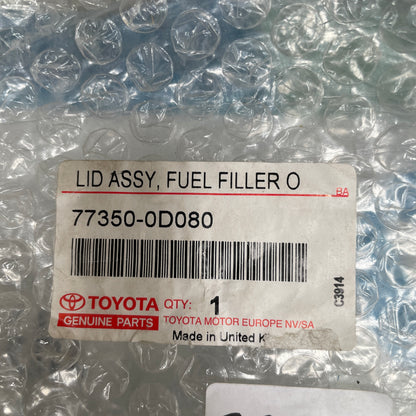 LID ASSY, FUEL FILLER O
BA
77350-0D080
C3914
TOYOTA QTY: 1
GENUINE PARTS TOYOTA MOTOR EUROPE NV/SA
Made in United